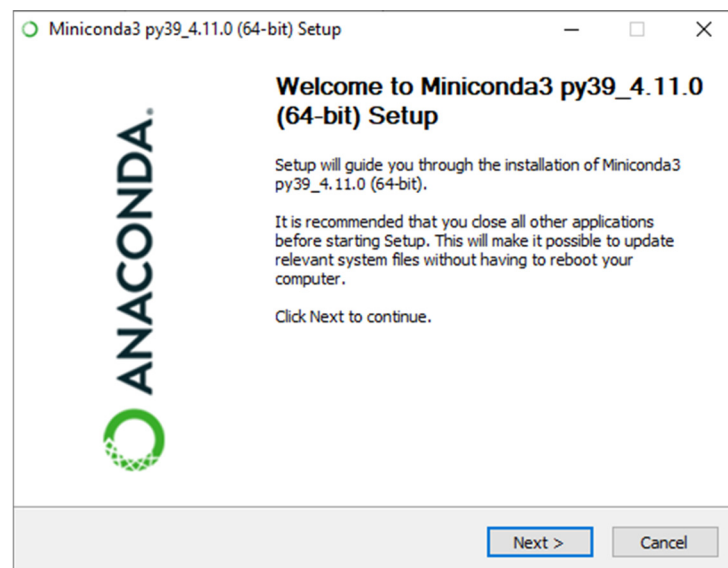 Miniconda3 py39_4.11.0 (64-bit) Setup
Welcome to Miniconda3 py39_4.11.0
(64-bit) Setup
Setup will guide you through the installation of Miniconda3
py39_4.11.0 (64-bit).
It is recommended that you close all other applications
before starting Setup. This will make it possible to update
relevant system files without having to reboot your
computer.
Click Next to continue.
ANACONDA.
Next >
Cancel